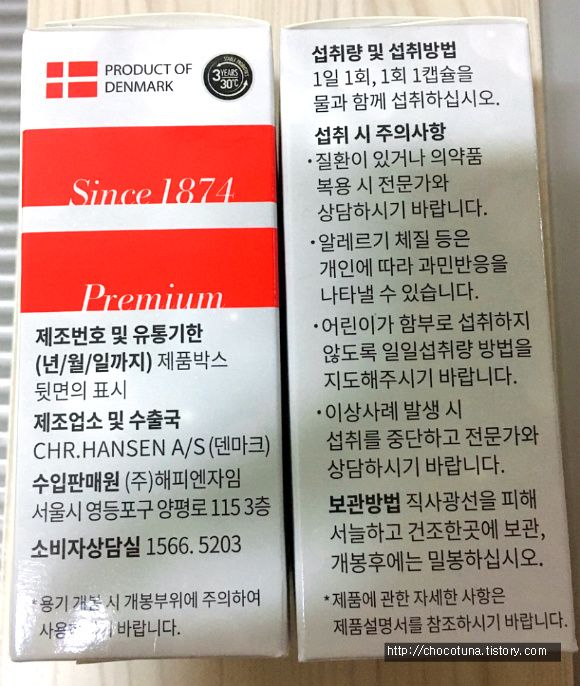 PRODUCT OF
DENMARK
STABLE PROBIOTICS
3 YEARS
30℃
Since 1874
Premium
제조번호 및 유통기한
(년/월/일까지) 제품박스
뒷면의 표시
제조업소 및 수출국
CHR.HANSEN A/S (덴마크)
수입판매원 (주)해피엔자임
서울시 영등포구 양평로 115 3층
소비자상담실 1566. 5203
*용기 개봉 시 개봉부위에 주의하여
사용하시기 바랍니다.
섭취량 및 섭취방법
1일 1회, 1회 1캡슐을
물과 함께 섭취하십시오.
섭취 시 주의사항
·질환이 있거나 의약품
복용 시 전문가와
상담하시기 바랍니다.
·알레르기 체질 등은
개인에 따라 과민반응을
나타낼 수 있습니다.
·어린이가 함부로 섭취하지
않도록 일일섭취량 방법을
지도해주시기 바랍니다.
·이상사례 발생 시
섭취를 중단하고 전문가와
상담하시기 바랍니다.
보관방법 직사광선을 피해
서늘하고 건조한곳에 보관,
개봉후에는 밀봉하십시오.
*제품에 관한 자세한 사항은
제품설명서를 참조하시기 바랍니다.
http://chocotuna.tistory.com